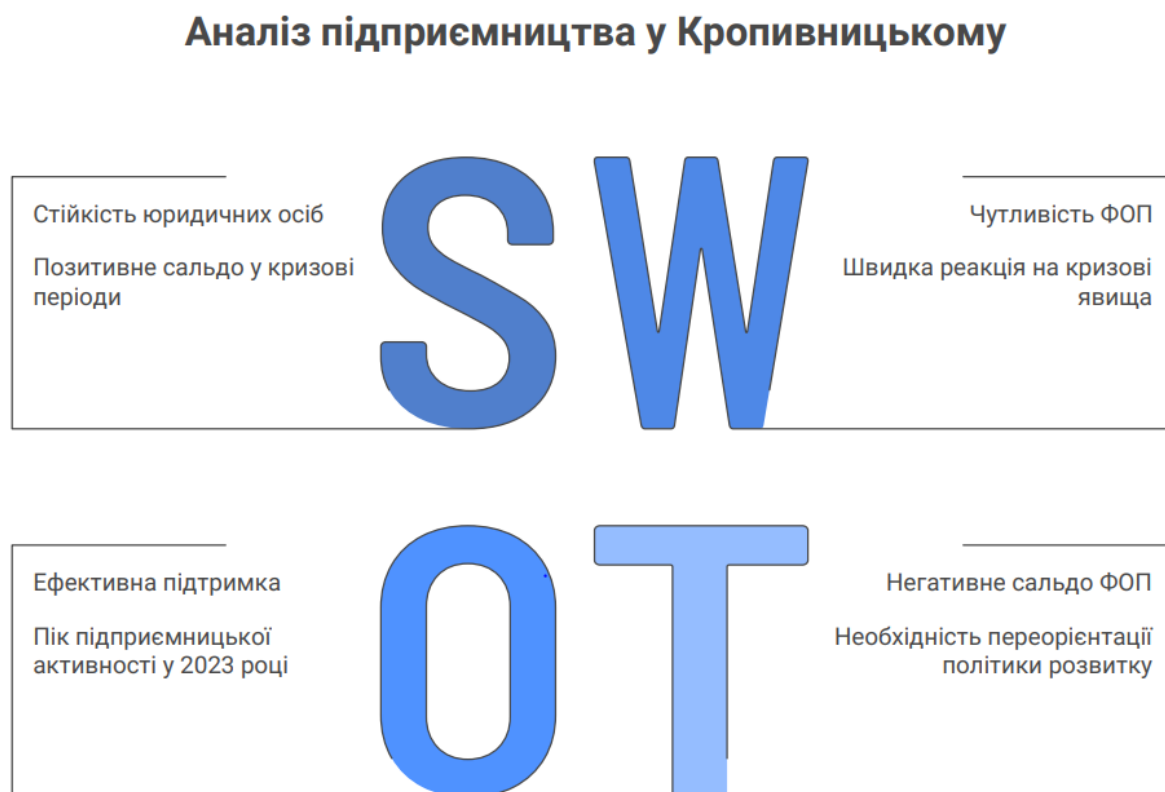 Аналіз підприємництва у Кропивницькому
S
W
Стійкість юридичних осіб
Позитивне сальдо у кризові
періоди
Чутливість ФОП
Швидка реакція на кризові
явища
O
T
Ефективна підтримка
Пік підприємницької
активності у 2023 році
Негативне сальдо ФОП
Необхідність переорієнтації
політики розвитку